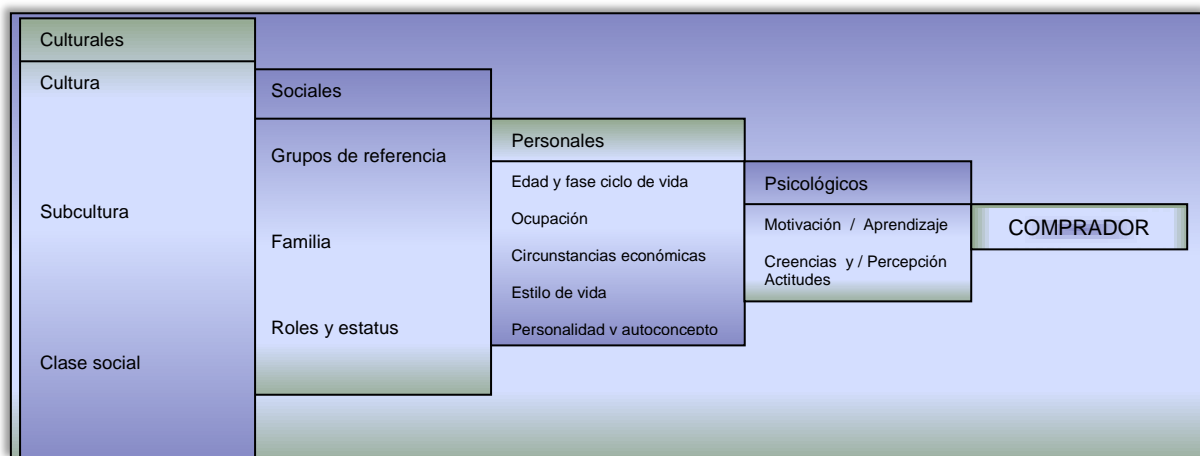 Culturales
Cultura
Subcultura
Clase social
Sociales
Grupos de referencia
Familia
Roles y estatus
Personales
Edad y fase ciclo de vida
Ocupación
Circunstancias económicas
Estilo de vida
Personalidad y autoconcepto
Psicológicos
Motivación / Aprendizaje
Creencias y / Percepción
Actitudes
COMPRADOR